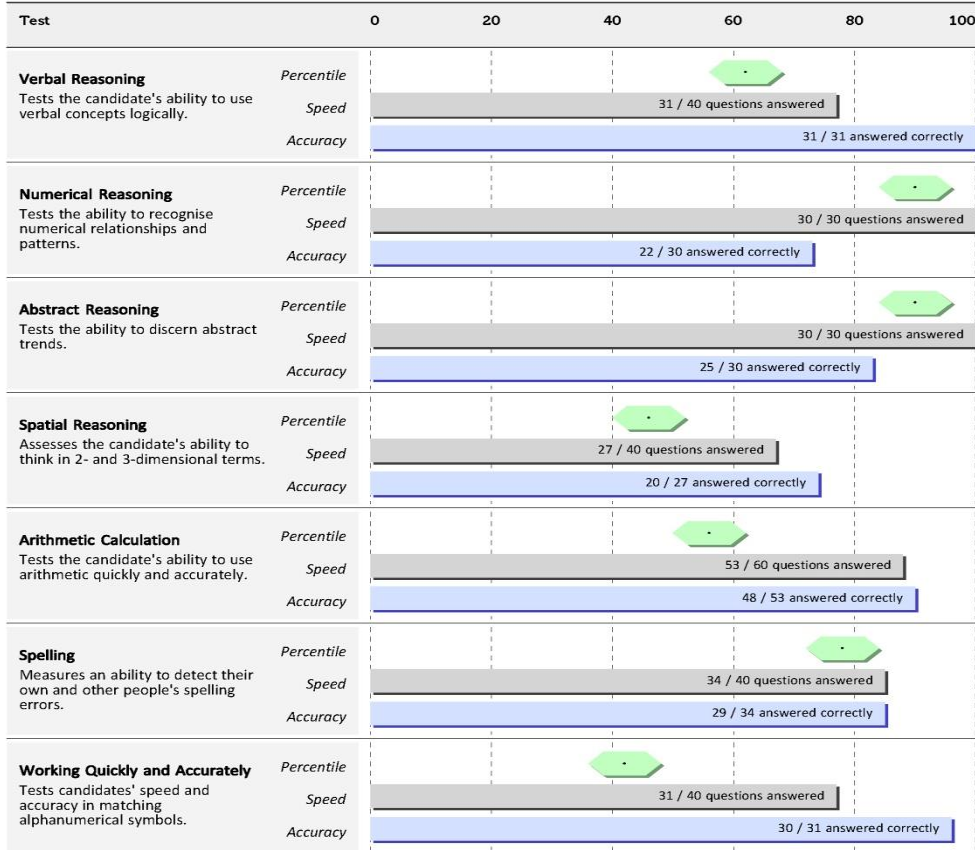 Test 0 20 40 60 80 100
Verbal Reasoning
Tests the candidate's ability to use
verbal concepts logically.
Percentile
Speed
31 / 40 questions answered
Accuracy
31 / 31 answered correctly
Numerical Reasoning
Tests the ability to recognise
numerical relationships and
patterns.
Percentile
Speed
30 / 30 questions answered
Accuracy
22 / 30 answered correctly
Abstract Reasoning
Tests the ability to discern abstract
trends.
Percentile
Speed
30 / 30 questions answered
Accuracy
25 / 30 answered correctly
Spatial Reasoning
Assesses the candidate's ability to
think in 2- and 3-dimensional terms.
Percentile
Speed
27 / 40 questions answered
Accuracy
20 / 27 answered correctly
Arithmetic Calculation
Tests the candidate's ability to use
arithmetic quickly and accurately.
Percentile
Speed
53 / 60 questions answered
Accuracy
48 / 53 answered correctly
Spelling
Measures an ability to detect their
own and other people's spelling
errors.
Percentile
Speed
34 / 40 questions answered
Accuracy
29 / 34 answered correctly
Working Quickly and Accurately
Tests candidates' speed and
accuracy in matching
alphanumerical symbols.
Percentile
Speed
31 / 40 questions answered
Accuracy
30 / 31 answered correctly